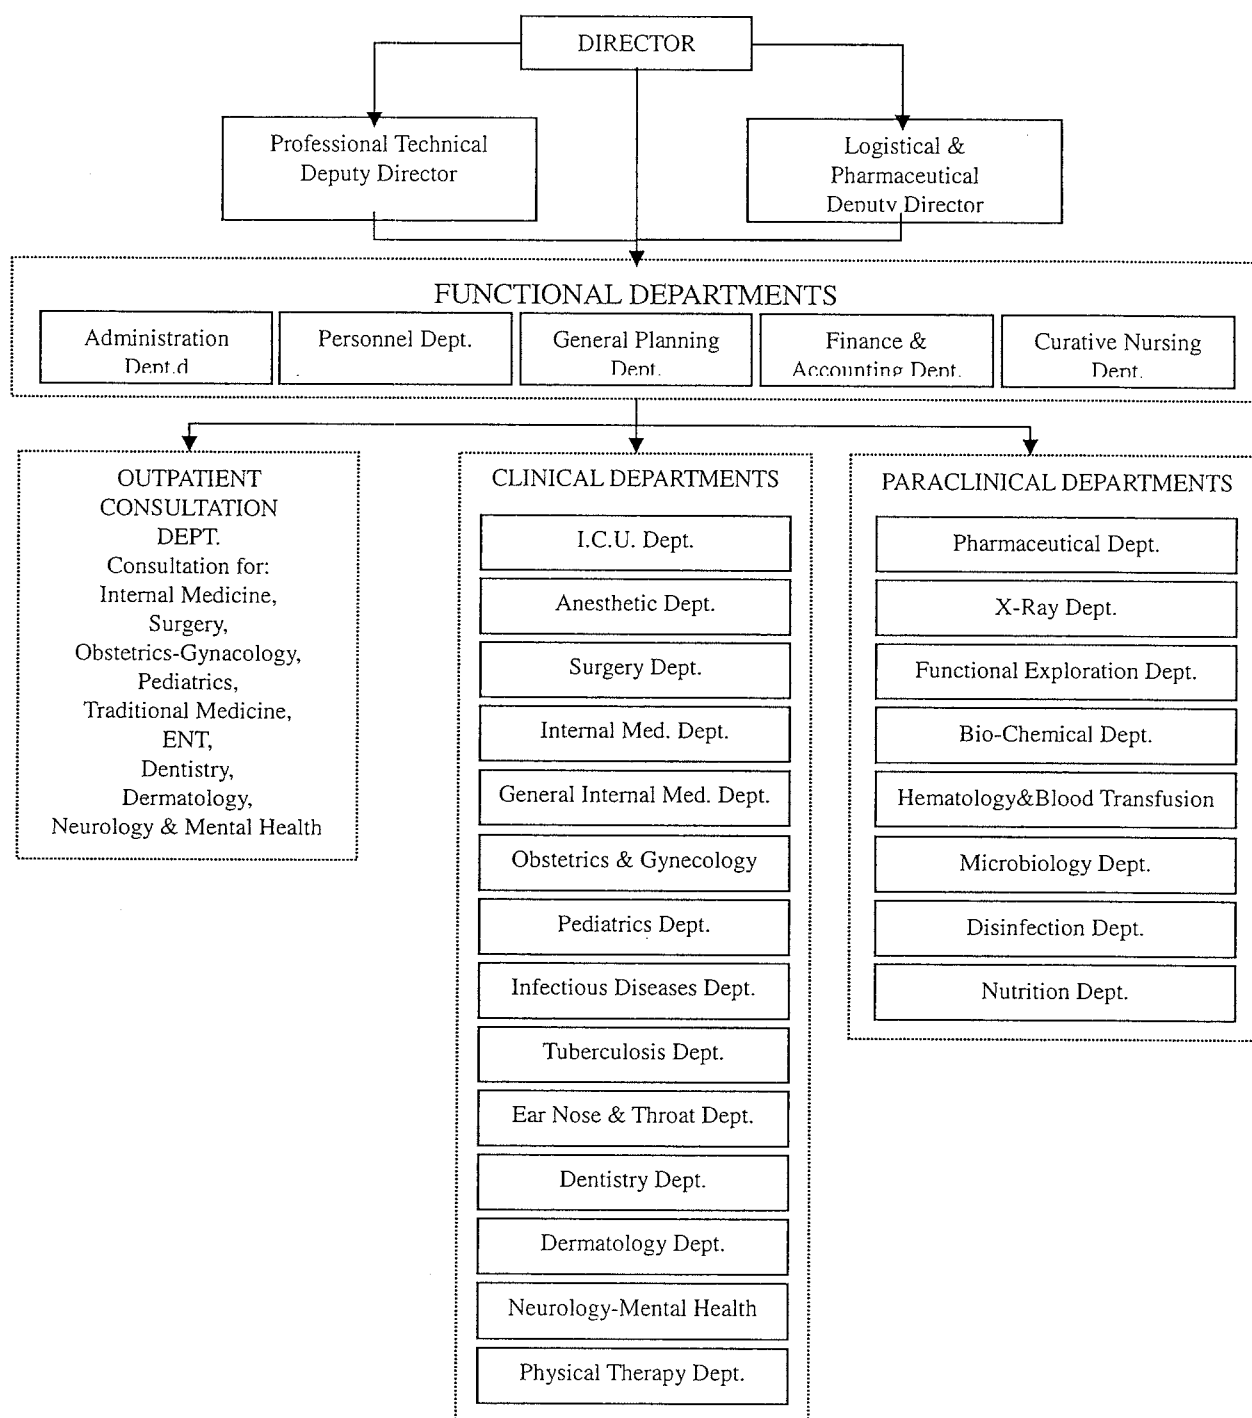 DIRECTOR
Professional Technical
Deputy Director
Logistical &
Pharmaceutical
Deputy Director
FUNCTIONAL DEPARTMENTS
Administration
Dept.d
Personnel Dept.
General Planning
Dept.
Finance &
Accounting Dept.
Curative Nursing
Dept.
OUTPATIENT
CONSULTATION
DEPT.
Consultation for:
Internal Medicine,
Surgery,
Obstetrics-Gynacology,
Pediatrics,
Traditional Medicine,
ENT,
Dentistry,
Dermatology,
Neurology & Mental Health
CLINICAL DEPARTMENTS
I.C.U. Dept.
Anesthetic Dept.
Surgery Dept.
Internal Med. Dept.
General Internal Med. Dept.
Obstetrics & Gynecology
Pediatrics Dept.
Infectious Diseases Dept.
Tuberculosis Dept.
Ear Nose & Throat Dept.
Dentistry Dept.
Dermatology Dept.
Neurology-Mental Health
Physical Therapy Dept.
PARACLINICAL DEPARTMENTS
Pharmaceutical Dept.
X-Ray Dept.
Functional Exploration Dept.
Bio-Chemical Dept.
Hematology&Blood Transfusion
Microbiology Dept.
Disinfection Dept.
Nutrition Dept.